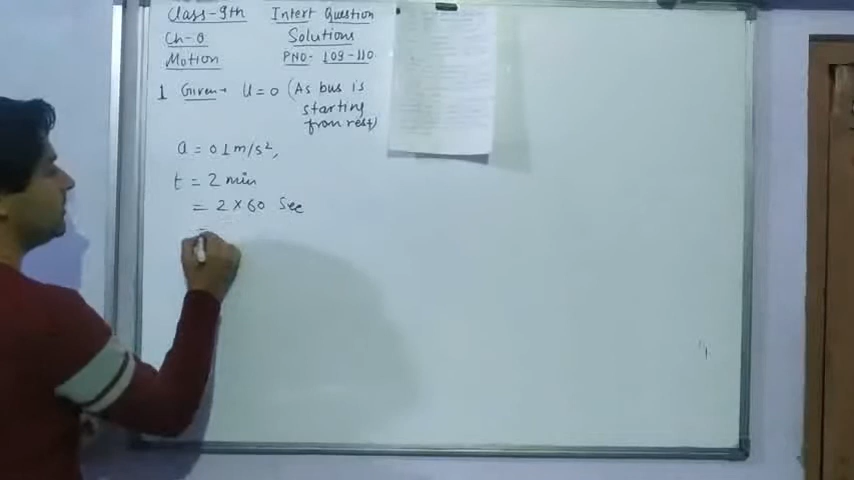 Class-9th Intext Question
Ch-8 Solutions
Motion PNO- 109-110
1 Given→ U = 0 (As bus is
starting
from rest)
a = 0.1 m/s²,
t = 2 min
= 2 × 60 Sec
=